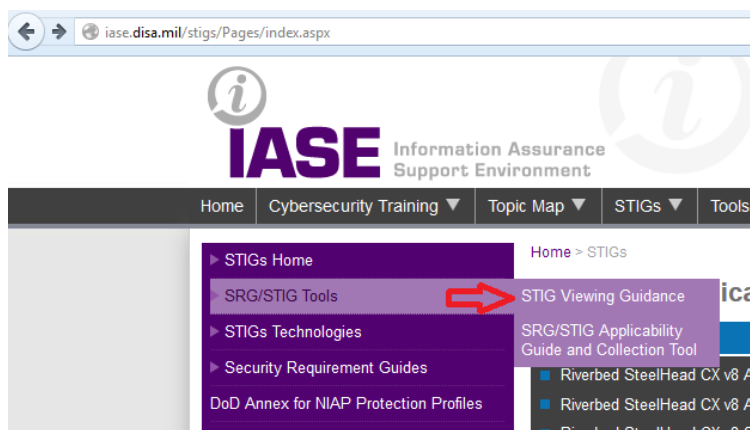 iase.disa.mil/stigs/Pages/index.aspx
i
IASE Information Assurance
Support Environment
Home Cybersecurity Training ▼ Topic Map ▼ STIGs ▼ Tools
STIGs Home
SRG/STIG Tools
STIGs Technologies
Security Requirement Guides
DoD Annex for NIAP Protection Profiles
Home > STIGs
STIG Viewing Guidance
SRG/STIG Applicability
Guide and Collection Tool
Riverbed SteelHead CX v8 A
Riverbed SteelHead CX v8 A